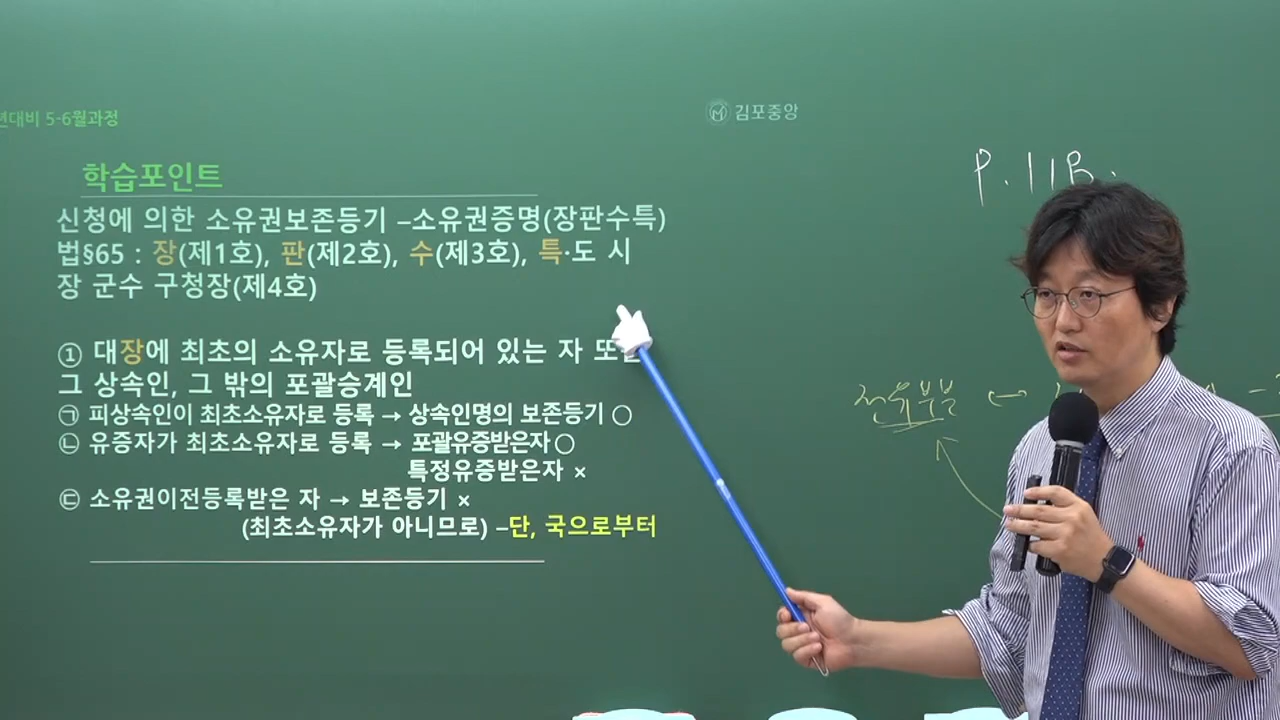 년대비 5-6월과정
김포중앙
학습포인트
신청에 의한 소유권보존등기 –소유권증명(장판수특)
법§65 : 장(제1호), 판(제2호), 수(제3호), 특·도 시
장 군수 구청장(제4호)
① 대장에 최초의 소유자로 등록되어 있는 자 또는
그 상속인, 그 밖의 포괄승계인
㉠ 피상속인이 최초소유자로 등록 → 상속인명의 보존등기 ○
㉡ 유증자가 최초소유자로 등록 → 포괄유증받은자 ○
특정유증받은자 ×
㉢ 소유권이전등록받은 자 → 보존등기 ×
(최초소유자가 아니므로) –단, 국으로부터
P. 118.
전유부분 ↔